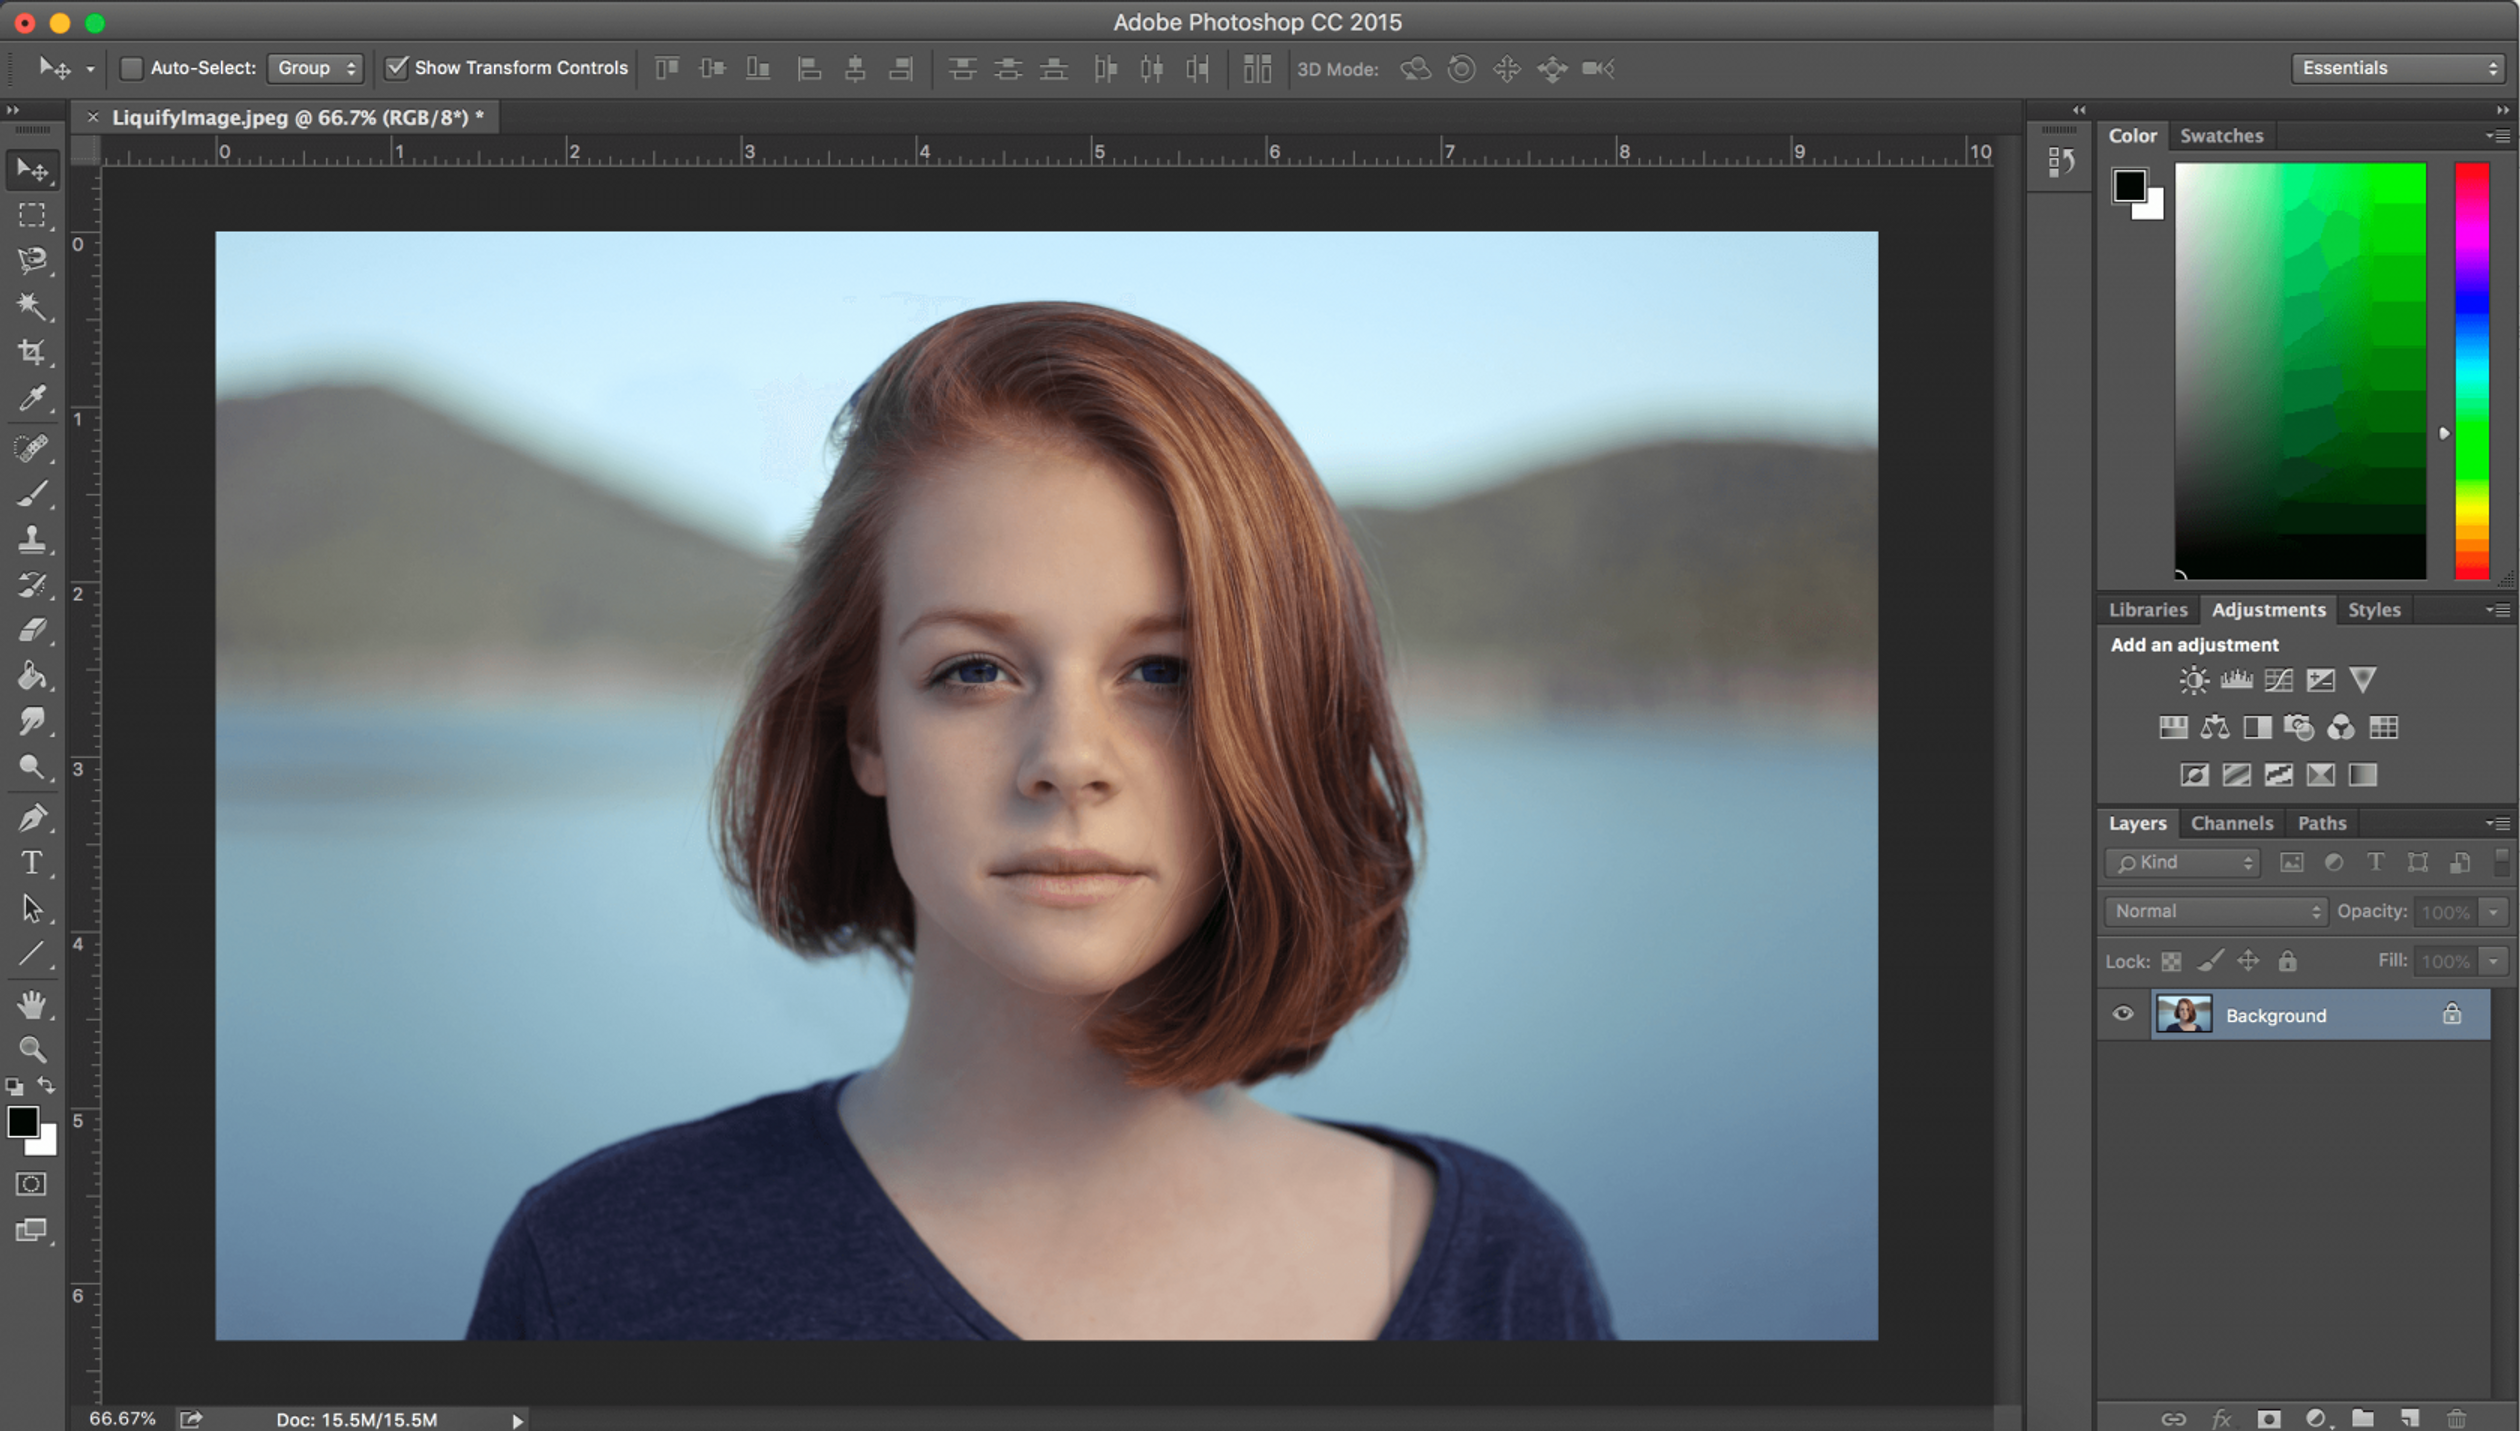 Adobe Photoshop CC 2015
Auto-Select: Group Show Transform Controls 3D Mode: Essentials
× LiquifyImage.jpeg @ 66.7% (RGB/8*) *
0 1 2 3 4 5 6 7 8 9 10
0
1
2
3
4
5
6
Color Swatches
Libraries Adjustments Styles
Add an adjustment
Layers Channels Paths
Kind
Normal Opacity: 100%
Lock: Fill: 100%
Background
fx
66.67% Doc: 15.5M/15.5M